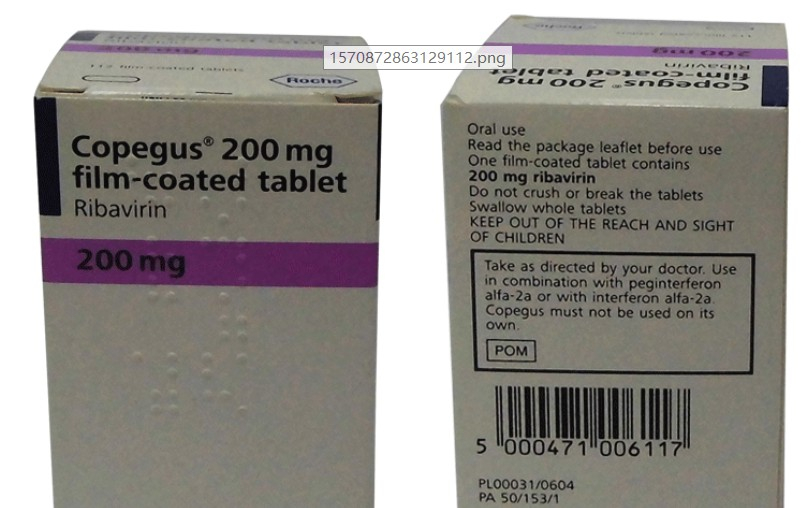 1570872863129112.png
Roche
Copegus® 200 mg
film-coated tablet
Ribavirin
200 mg
200 mg
Ribavirin
Copegus® 200 mg
film-coated tablet
Oral use
Read the package leaflet before use
One film-coated tablet contains
200 mg ribavirin
Do not crush or break the tablets
Swallow whole tablets
KEEP OUT OF THE REACH AND SIGHT
OF CHILDREN
Take as directed by your doctor. Use
in combination with peginterferon
alfa-2a or with interferon alfa-2a.
Copegus must not be used on its
own.
POM
5 000471 006117
PL00031/0604
PA 50/153/1